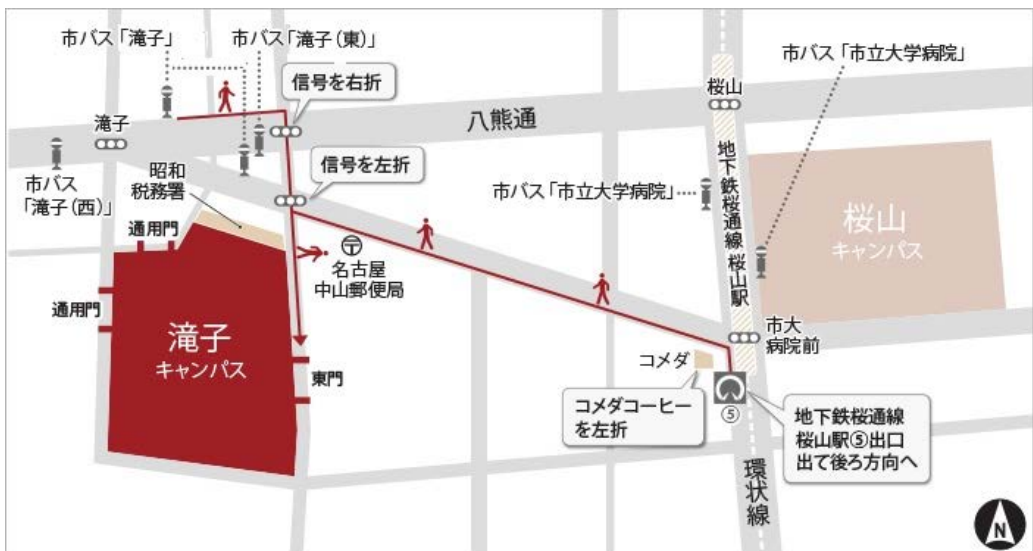 市バス「滝子」
市バス「滝子(東)」
信号を右折
滝子
八熊通
桜山
市バス「市立大学病院」
市バス
「滝子(西)」
昭和
税務署
信号を左折
市バス「市立大学病院」
地下鉄桜通線 桜山駅
桜山
キャンパス
通用門
名古屋
中山郵便局
通用門
滝子
キャンパス
東門
コメダ
市大
病院前
コメダコーヒー
を左折
⑤
地下鉄桜通線
桜山駅⑤出口
出て後ろ方向へ
環状線
N